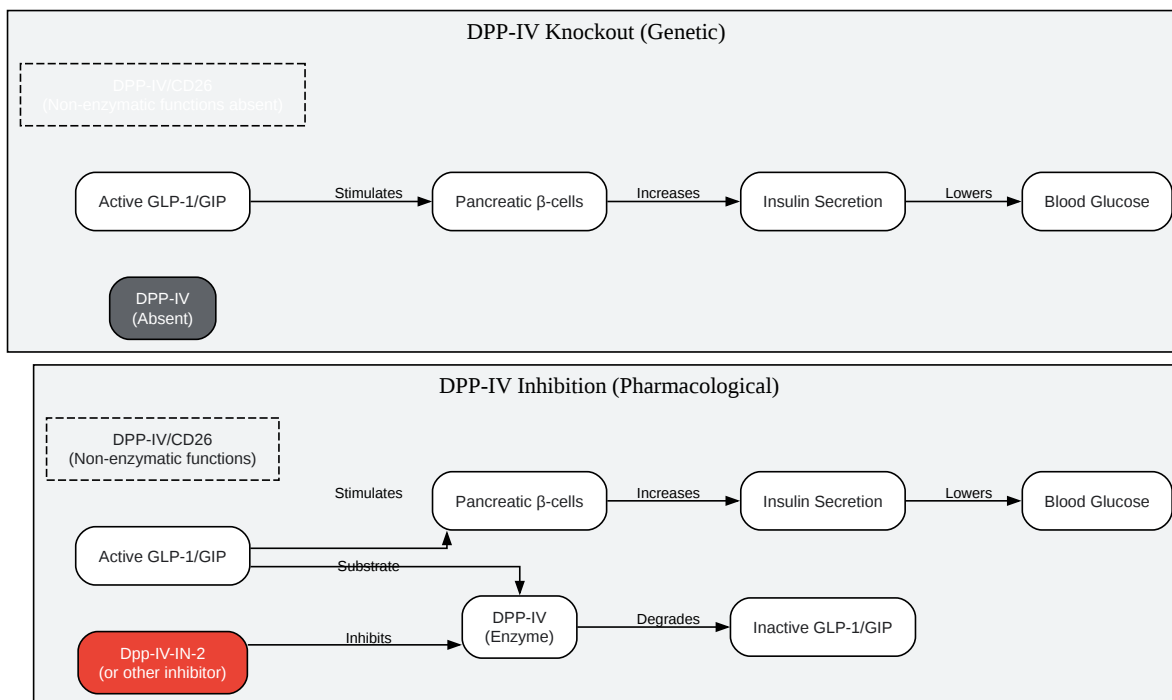 DPP-IV Knockout (Genetic)
DPP-IV/CD26
(Non-enzymatic functions absent)
Active GLP-1/GIP
Stimulates
Pancreatic β-cells
Increases
Insulin Secretion
Lowers
Blood Glucose
DPP-IV
(Absent)
DPP-IV Inhibition (Pharmacological)
DPP-IV/CD26
(Non-enzymatic functions)
Stimulates
Pancreatic β-cells
Increases
Insulin Secretion
Lowers
Blood Glucose
Active GLP-1/GIP
Substrate
DPP-IV
(Enzyme)
Degrades
Inactive GLP-1/GIP
Dpp-IV-IN-2
(or other inhibitor)
Inhibits